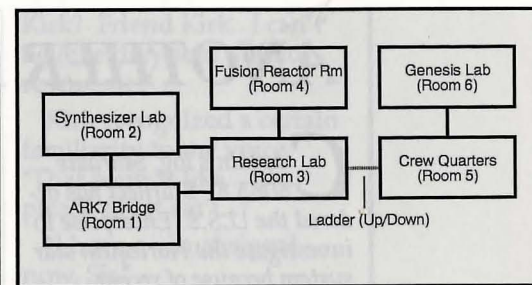 Fusion Reactor Rm
(Room 4)
Genesis Lab
(Room 6)
Synthesizer Lab
(Room 2)
Research Lab
(Room 3)
Crew Quarters
(Room 5)
ARK7 Bridge
(Room 1)
Ladder (Up/Down)